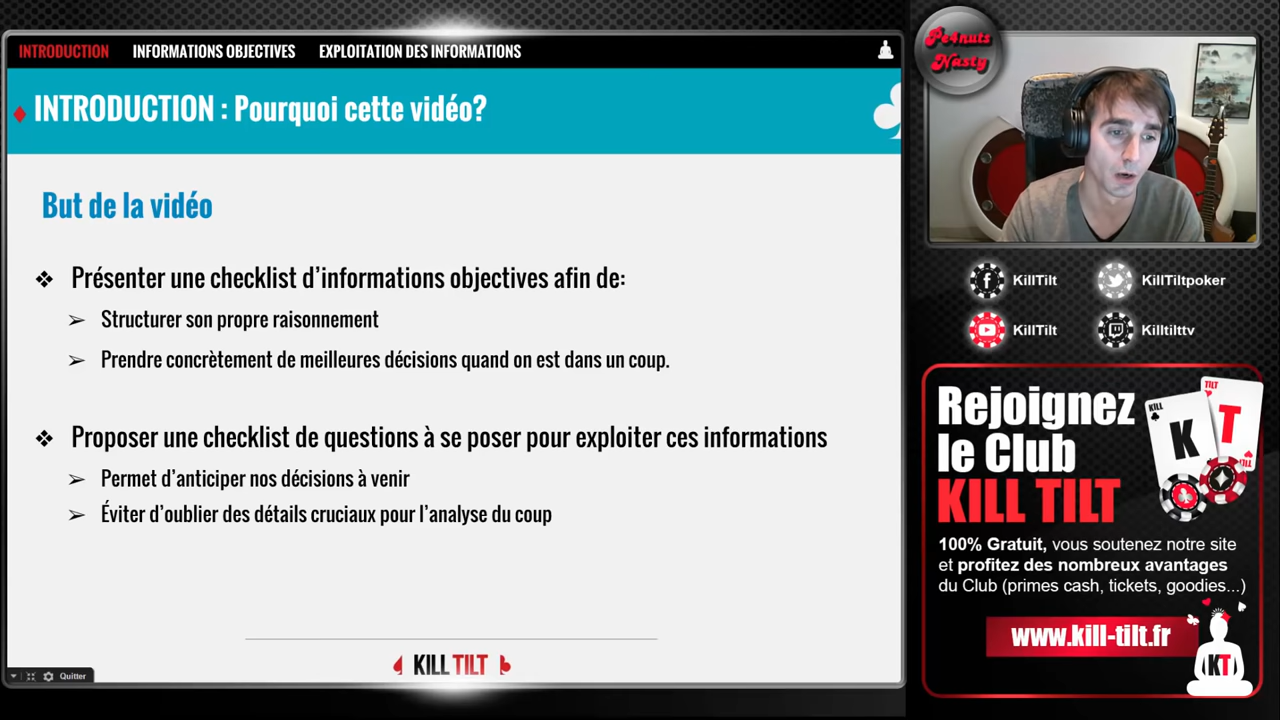 INTRODUCTION INFORMATIONS OBJECTIVES EXPLOITATION DES INFORMATIONS
INTRODUCTION : Pourquoi cette vidéo?
But de la vidéo
❖ Présenter une checklist d’informations objectives afin de:
➢ Structurer son propre raisonnement
➢ Prendre concrètement de meilleures décisions quand on est dans un coup.
❖ Proposer une checklist de questions à se poser pour exploiter ces informations
➢ Permet d’anticiper nos décisions à venir
➢ Éviter d’oublier des détails cruciaux pour l’analyse du coup
KILL TILT
Quitter
Pe4nuts
Nasty
KillTilt
KillTiltpoker
KillTilt
Killtilttv
Rejoignez
le Club
KILL TILT
KILL
K
TILT
T
TILT
100% Gratuit, vous soutenez notre site
et profitez des nombreux avantages
du Club (primes cash, tickets, goodies...)
www.kill-tilt.fr
KT